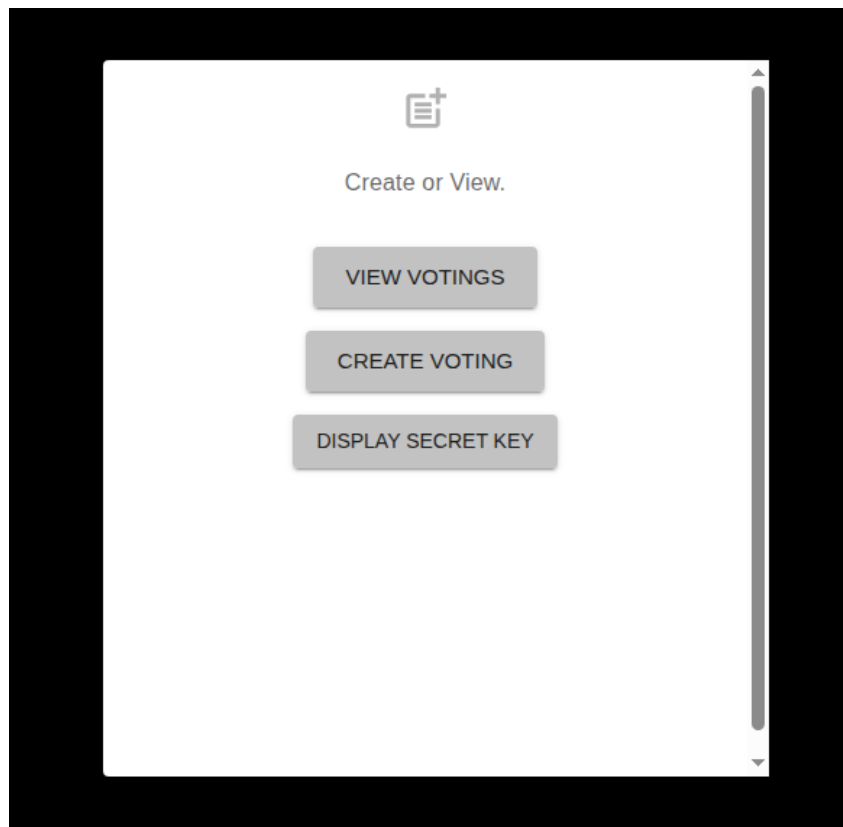 Create or View.
VIEW VOTINGS
CREATE VOTING
DISPLAY SECRET KEY